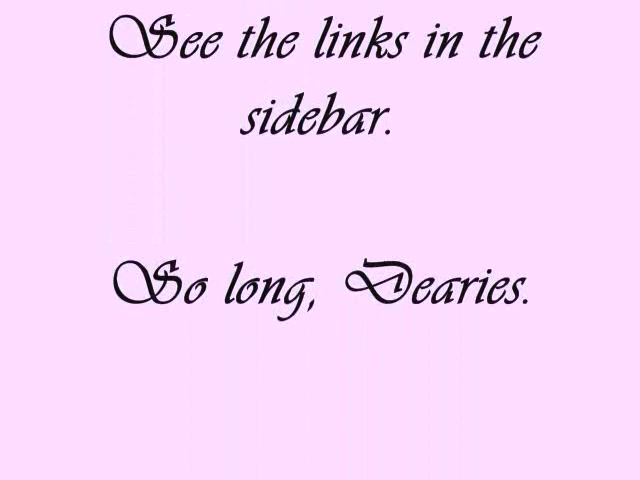 See the links in the
sidebar.
So long, Dearies.